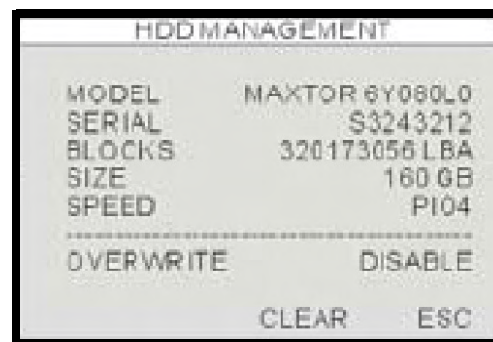 HDD MANAGEMENT
MODEL MAXTOR 6Y080L0
SERIAL S3243212
BLOCKS 320173056 LBA
SIZE 160 GB
SPEED PIO4
OVERWRITE DISABLE
CLEAR ESC